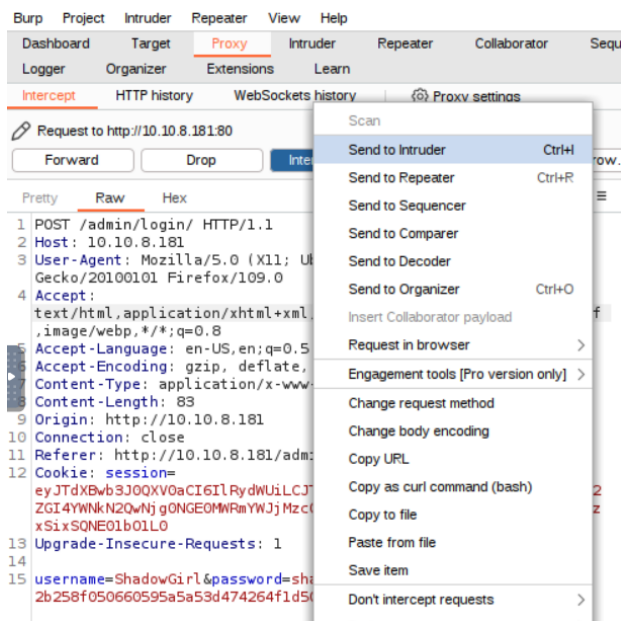 Burp Project Intruder Repeater View Help
Dashboard Target Proxy Intruder Repeater Collaborator Sequ
Logger Organizer Extensions Learn
Intercept HTTP history WebSockets history Proxy settings
Request to http://10.10.8.181:80
Forward Drop Inte row.
Pretty Raw Hex
1 POST /admin/login/ HTTP/1.1
2 Host: 10.10.8.181
3 User-Agent: Mozilla/5.0 (X11; Ub
Gecko/20100101 Firefox/109.0
4 Accept:
text/html,application/xhtml+xml, f
,image/webp,*/*;q=0.8
5 Accept-Language: en-US,en;q=0.5
6 Accept-Encoding: gzip, deflate,
7 Content-Type: application/x-www-
8 Content-Length: 83
9 Origin: http://10.10.8.181
10 Connection: close
11 Referer: http://10.10.8.181/adm
12 Cookie: session=
2
z
xSixSQNE01bO1L0
13 Upgrade-Insecure-Requests: 1
14
15 username=ShadowGirl&password=sha
2b258f050660595a5a53d474264f1d50
Scan
Send to Intruder Ctrl+I
Send to Repeater Ctrl+R
Send to Sequencer
Send to Comparer
Send to Decoder
Send to Organizer Ctrl+O
Insert Collaborator payload
Request in browser
Engagement tools [Pro version only]
Change request method
Change body encoding
Copy URL
Copy as curl command (bash)
Copy to file
Paste from file
Save item
Don't intercept requests